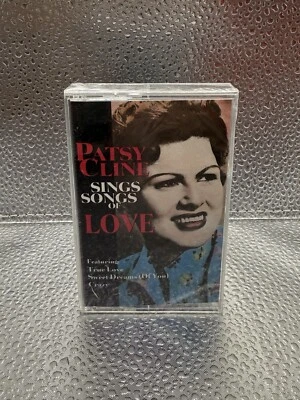 PATSY
CLINE
SINGS
SONGS
OF
LOVE
Featuring
True Love
Sweet Dreams (Of You)
Crazy